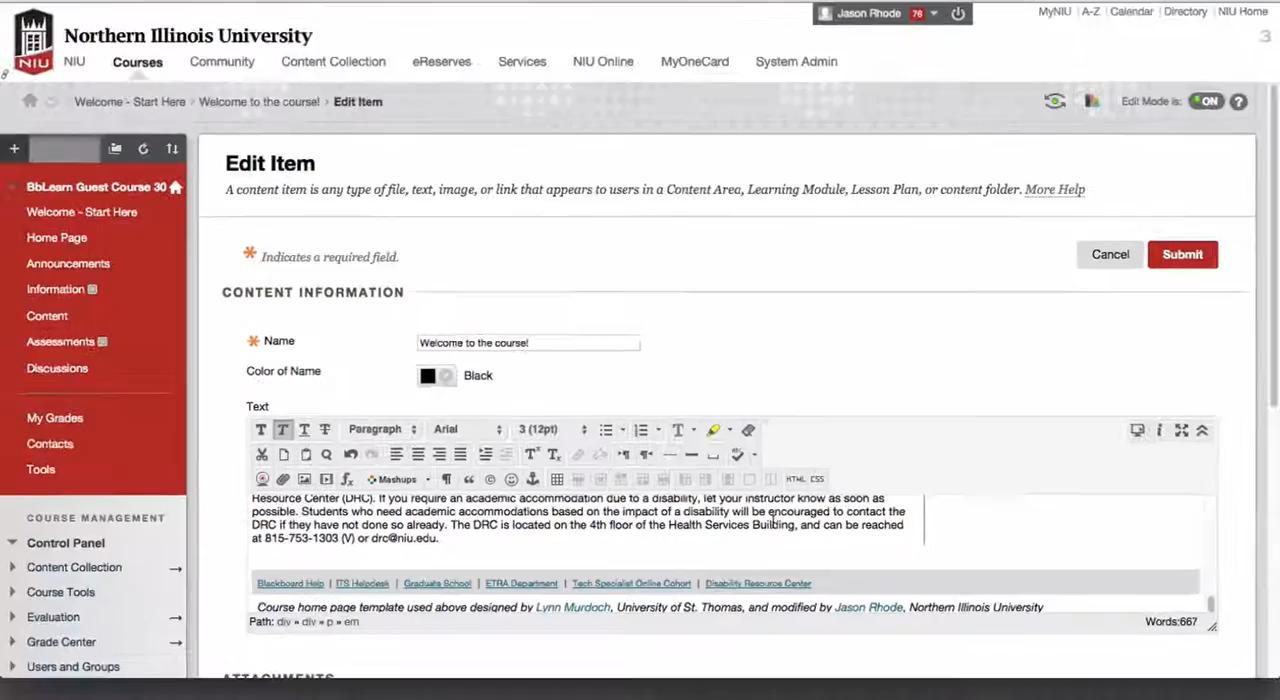 Jason Rhode 76
MyNIU A-Z Calendar Directory NIU Home
NIU
Northern Illinois University
3
NIU Courses Community Content Collection eReserves Services NIU Online MyOneCard System Admin
Welcome - Start Here Welcome to the course! Edit Item
Edit Mode is: ON ?
BbLearn Guest Course 30
Welcome - Start Here
Home Page
Announcements
Information
Content
Assessments
Discussions
My Grades
Contacts
Tools
COURSE MANAGEMENT
Control Panel
Content Collection
Course Tools
Evaluation
Grade Center
Users and Groups
Edit Item
A content item is any type of file, text, image, or link that appears to users in a Content Area, Learning Module, Lesson Plan, or content folder. More Help
* Indicates a required field.
Cancel Submit
CONTENT INFORMATION
* Name Welcome to the course!
Color of Name Black
Text
T T T T Paragraph Arial 3 (12pt)
Mashups HTML CSS
Resource Center (DRC). If you require an academic accommodation due to a disability, let your instructor know as soon as
possible. Students who need academic accommodations based on the impact of a disability will be encouraged to contact the
DRC if they have not done so already. The DRC is located on the 4th floor of the Health Services Building, and can be reached
at 815-753-1303 (V) or drc@niu.edu.
Blackboard Help | ITS Helpdesk | Graduate School | ETRA Department | Tech Specialist Online Cohort | Disability Resource Center
Course home page template used above designed by Lynn Murdoch, University of St. Thomas, and modified by Jason Rhode, Northern Illinois University
Path: div » div » p » em Words:667
ATTACHMENTS